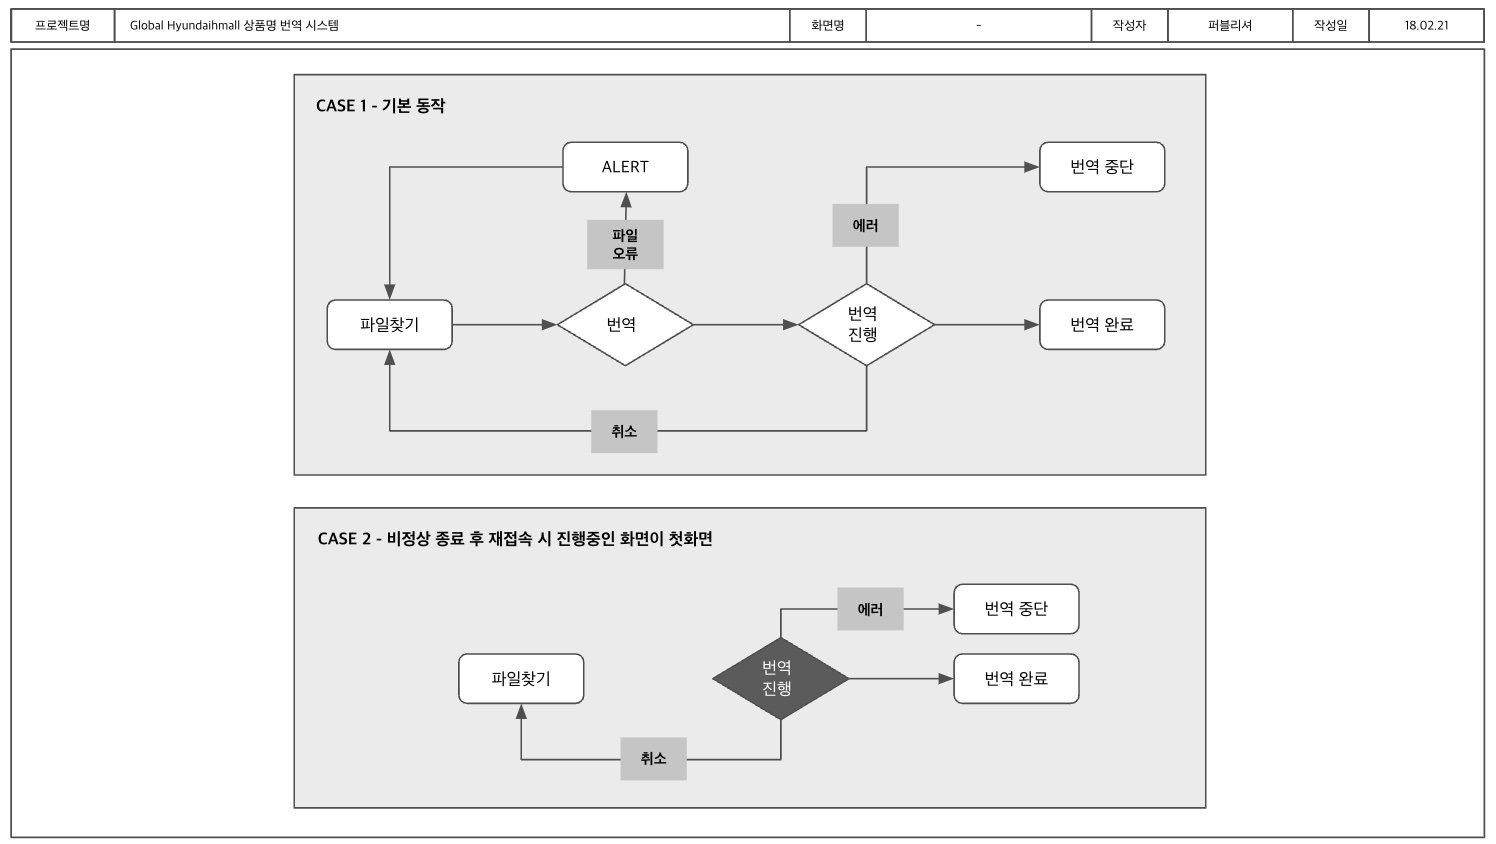 프로젝트명 Global Hyundaihmall 상품명 번역 시스템 화면명 - 작성자 퍼블리셔 작성일 18.02.21
CASE 1 - 기본 동작
ALERT
번역 중단
파일
오류
에러
파일찾기
번역
번역
진행
번역 완료
취소
CASE 2 - 비정상 종료 후 재접속 시 진행중인 화면이 첫화면
에러
번역 중단
파일찾기
번역
진행
번역 완료
취소